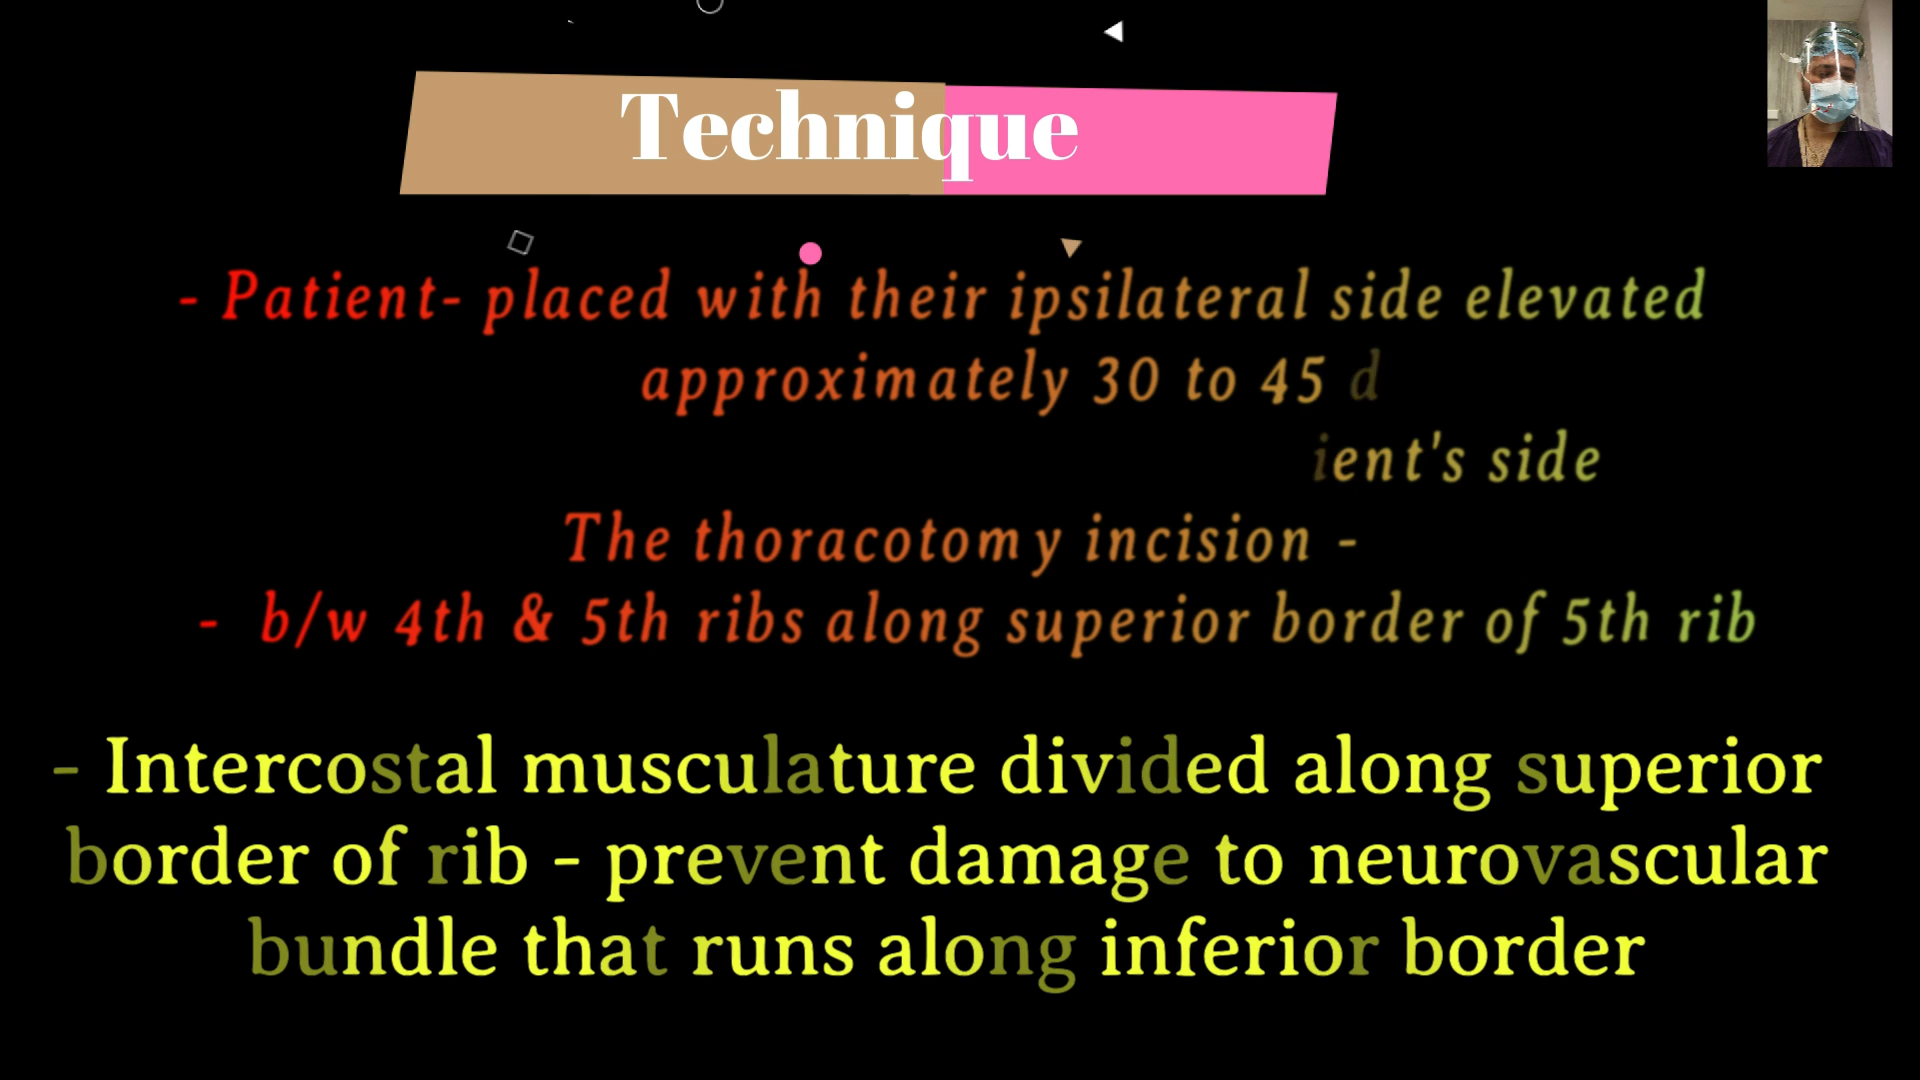 Technique
- Patient- placed with their ipsilateral side elevated
approximately 30 to 45 d
ient's side
The thoracotomy incision -
- b/w 4th & 5th ribs along superior border of 5th rib
- Intercostal musculature divided along superior
border of rib - prevent damage to neurovascular
bundle that runs along inferior border